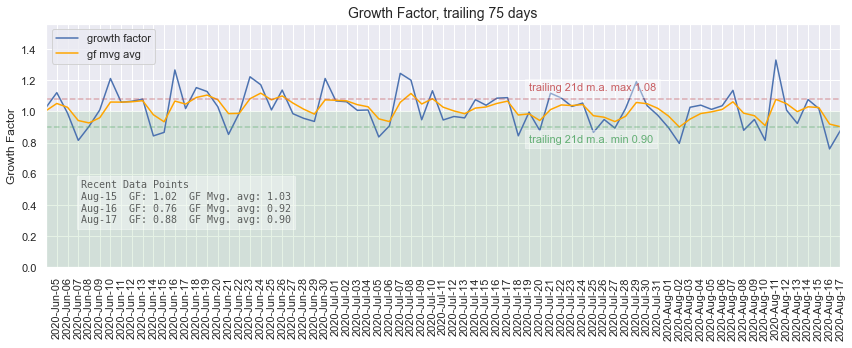 Growth Factor, trailing 75 days
growth factor
gf mvg avg
Growth Factor
1.4
1.2
1.0
0.8
0.6
0.4
0.2
0.0
trailing 21d m.a. max 1.08
trailing 21d m.a. min 0.90
Recent Data Points
Aug-15  GF: 1.02  GF Mvg. avg: 1.03
Aug-16  GF: 0.76  GF Mvg. avg: 0.92
Aug-17  GF: 0.88  GF Mvg. avg: 0.90
2020-Jun-05
2020-Jun-06
2020-Jun-07
2020-Jun-08
2020-Jun-09
2020-Jun-10
2020-Jun-11
2020-Jun-12
2020-Jun-13
2020-Jun-14
2020-Jun-15
2020-Jun-16
2020-Jun-17
2020-Jun-18
2020-Jun-19
2020-Jun-20
2020-Jun-21
2020-Jun-22
2020-Jun-23
2020-Jun-24
2020-Jun-25
2020-Jun-26
2020-Jun-27
2020-Jun-28
2020-Jun-29
2020-Jun-30
2020-Jul-01
2020-Jul-02
2020-Jul-03
2020-Jul-04
2020-Jul-05
2020-Jul-06
2020-Jul-07
2020-Jul-08
2020-Jul-09
2020-Jul-10
2020-Jul-11
2020-Jul-12
2020-Jul-13
2020-Jul-14
2020-Jul-15
2020-Jul-16
2020-Jul-17
2020-Jul-18
2020-Jul-19
2020-Jul-20
2020-Jul-21
2020-Jul-22
2020-Jul-23
2020-Jul-24
2020-Jul-25
2020-Jul-26
2020-Jul-27
2020-Jul-28
2020-Jul-29
2020-Jul-30
2020-Jul-31
2020-Aug-01
2020-Aug-02
2020-Aug-03
2020-Aug-04
2020-Aug-05
2020-Aug-06
2020-Aug-07
2020-Aug-08
2020-Aug-09
2020-Aug-10
2020-Aug-11
2020-Aug-12
2020-Aug-13
2020-Aug-14
2020-Aug-15
2020-Aug-16
2020-Aug-17